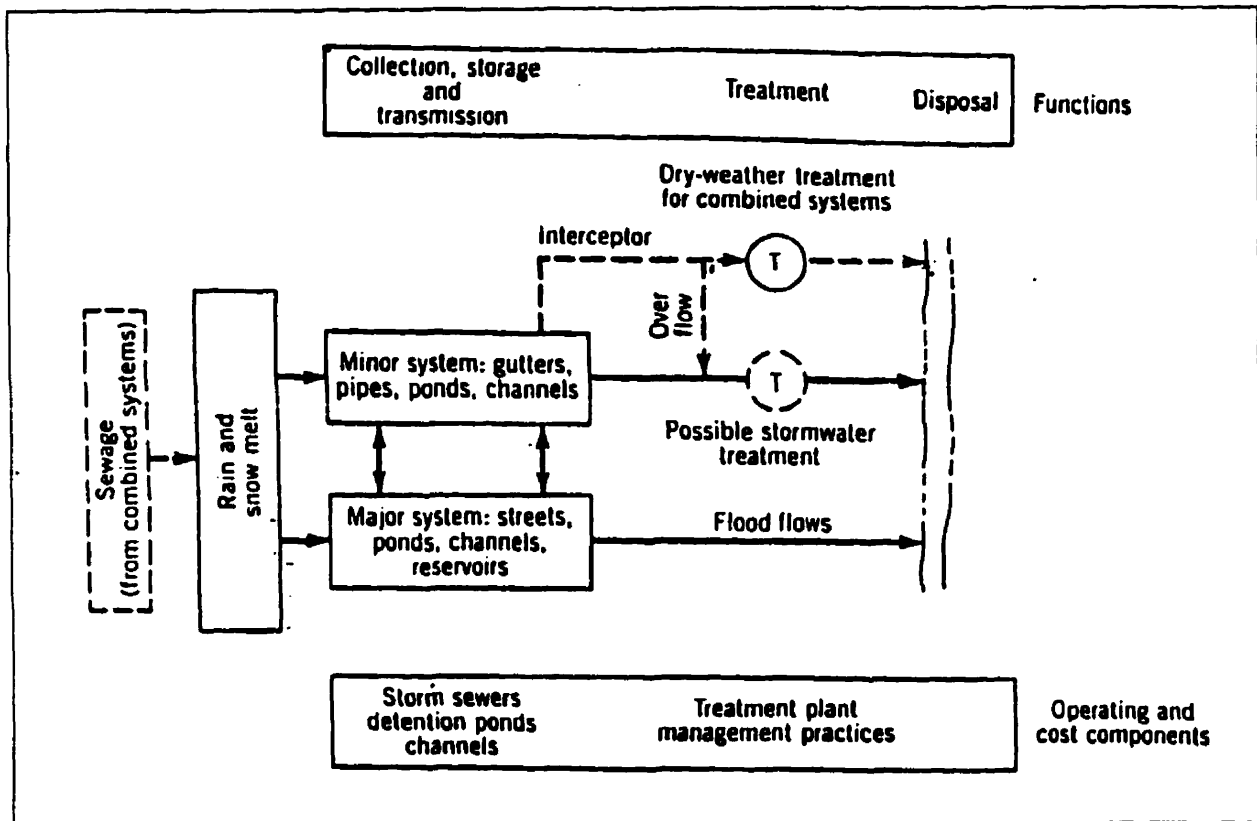 Collection, storage
and
transmission
Treatment
Disposal
Functions
Dry-weather treatment
for combined systems
Interceptor
T
Over
flow
Sewage
(from combined systems)
Rain and
snow melt
Minor system: gutters,
pipes, ponds, channels
T
Possible stormwater
treatment
Major system: streets,
ponds, channels,
reservoirs
Flood flows
Storm sewers
detention ponds
channels
Treatment plant
management practices
Operating and
cost components